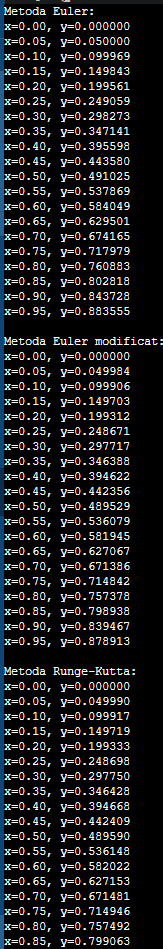 Metoda Euler:
x=0.00, y=0.000000
x=0.05, y=0.050000
x=0.10, y=0.099969
x=0.15, y=0.149843
x=0.20, y=0.199561
x=0.25, y=0.249059
x=0.30, y=0.298273
x=0.35, y=0.347141
x=0.40, y=0.395598
x=0.45, y=0.443580
x=0.50, y=0.491025
x=0.55, y=0.537869
x=0.60, y=0.584049
x=0.65, y=0.629501
x=0.70, y=0.674165
x=0.75, y=0.717979
x=0.80, y=0.760883
x=0.85, y=0.802818
x=0.90, y=0.843728
x=0.95, y=0.883555
Metoda Euler modificat:
x=0.00, y=0.000000
x=0.05, y=0.049984
x=0.10, y=0.099906
x=0.15, y=0.149703
x=0.20, y=0.199312
x=0.25, y=0.248671
x=0.30, y=0.297717
x=0.35, y=0.346388
x=0.40, y=0.394622
x=0.45, y=0.442356
x=0.50, y=0.489529
x=0.55, y=0.536079
x=0.60, y=0.581945
x=0.65, y=0.627067
x=0.70, y=0.671386
x=0.75, y=0.714842
x=0.80, y=0.757378
x=0.85, y=0.798938
x=0.90, y=0.839467
x=0.95, y=0.878913
Metoda Runge-Kutta:
x=0.00, y=0.000000
x=0.05, y=0.049990
x=0.10, y=0.099917
x=0.15, y=0.149719
x=0.20, y=0.199333
x=0.25, y=0.248698
x=0.30, y=0.297750
x=0.35, y=0.346428
x=0.40, y=0.394668
x=0.45, y=0.442409
x=0.50, y=0.489590
x=0.55, y=0.536148
x=0.60, y=0.582022
x=0.65, y=0.627153
x=0.70, y=0.671481
x=0.75, y=0.714946
x=0.80, y=0.757492
x=0.85, y=0.799063